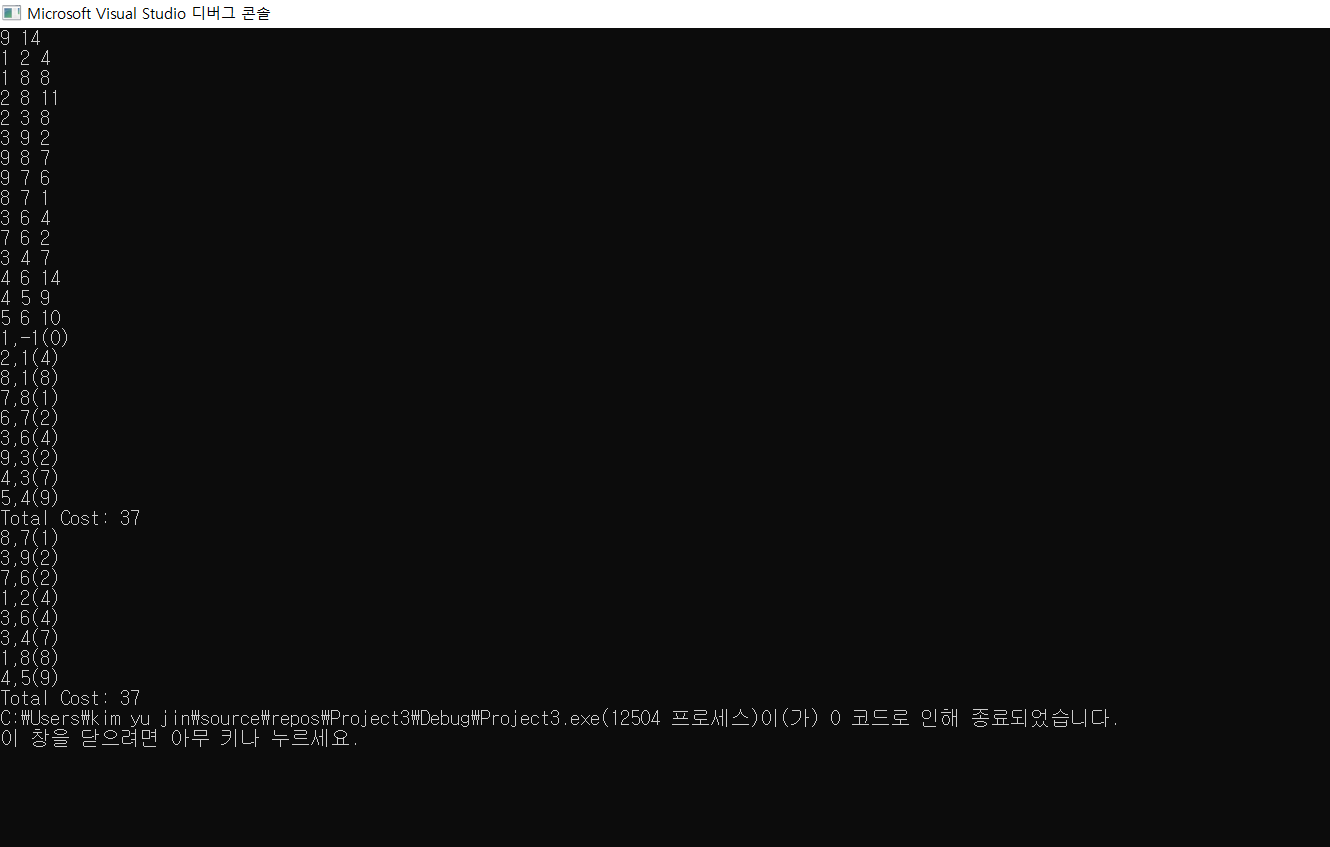 Microsoft Visual Studio 디버그 콘솔
9 14
1 2 4
1 8 8
2 8 11
2 3 8
3 9 2
9 8 7
9 7 6
8 7 1
3 6 4
7 6 2
3 4 7
4 6 14
4 5 9
5 6 10
1,-1(0)
2,1(4)
8,1(8)
7,8(1)
6,7(2)
3,6(4)
9,3(2)
4,3(7)
5,4(9)
Total Cost: 37
8,7(1)
3,9(2)
7,6(2)
1,2(4)
3,6(4)
3,4(7)
1,8(8)
4,5(9)
Total Cost: 37
C:₩Users₩kim yu jin₩source₩repos₩Project3₩Debug₩Project3.exe(12504 프로세스)이(가) 0 코드로 인해 종료되었습니다.
이 창을 닫으려면 아무 키나 누르세요.